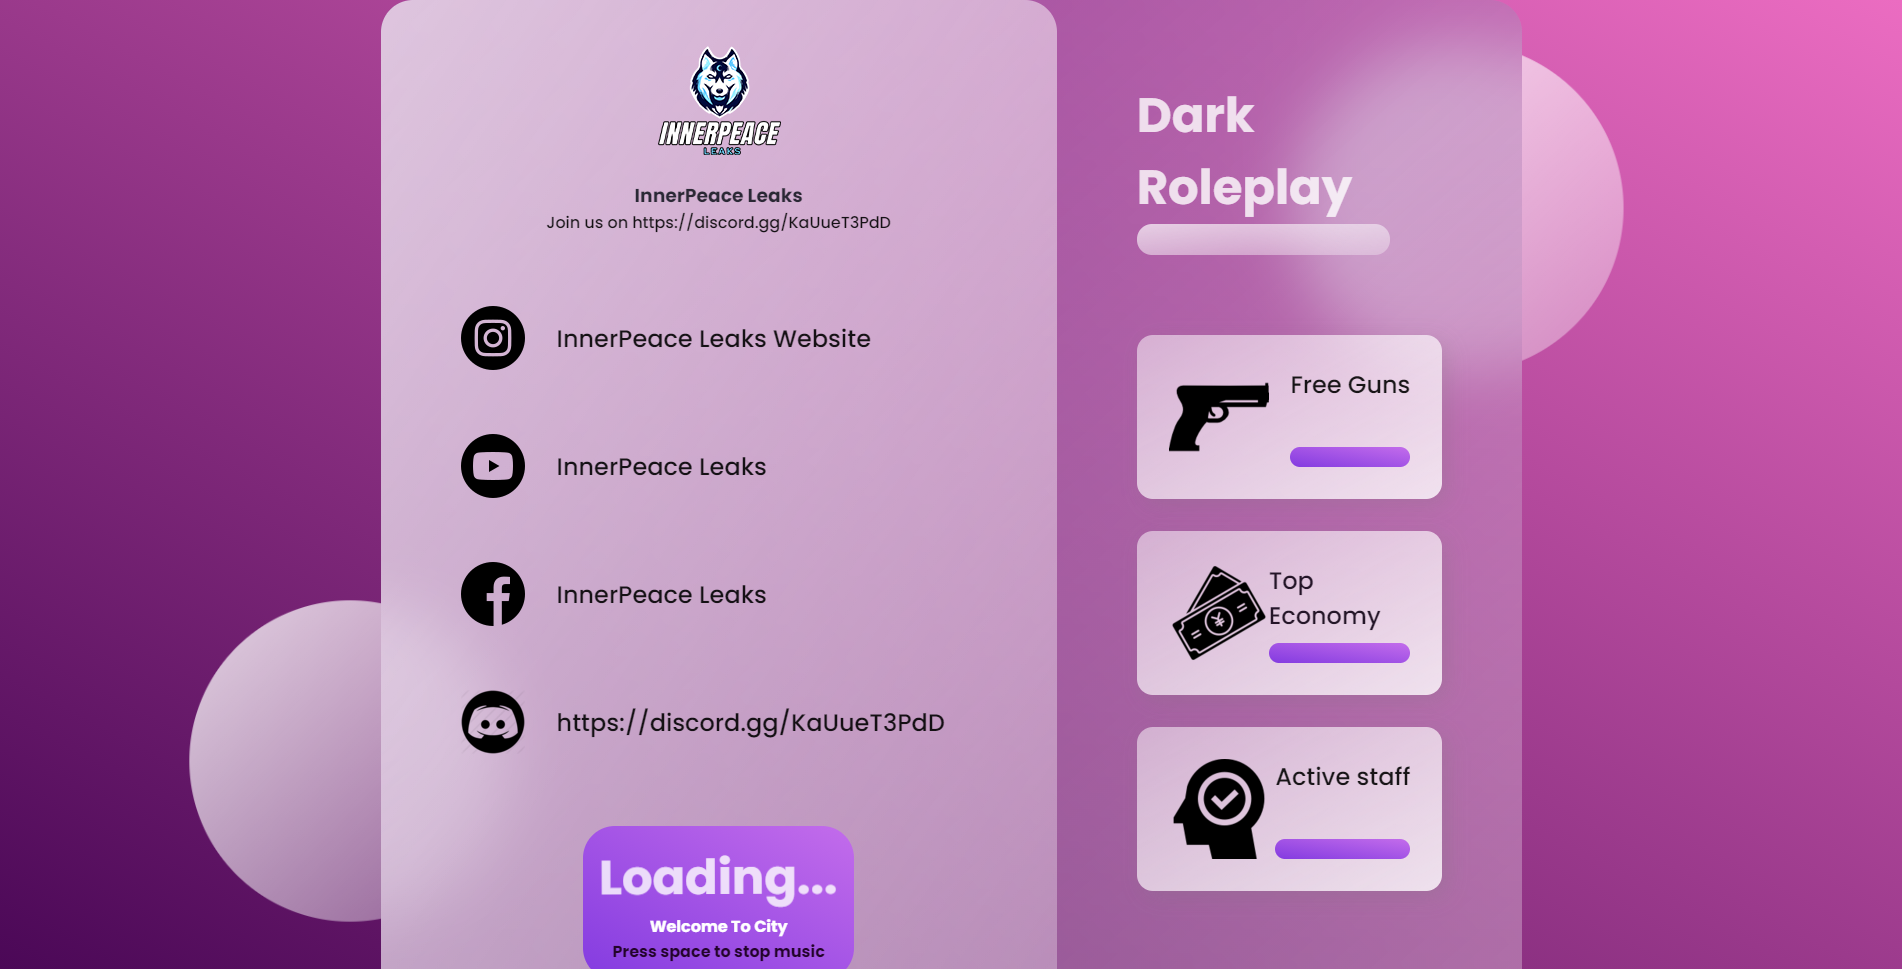 INNERPEACE
LEAKS
InnerPeace Leaks
Join us on https://discord.gg/KaUueT3PdD
InnerPeace Leaks Website
InnerPeace Leaks
InnerPeace Leaks
https://discord.gg/KaUueT3PdD
Loading...
Welcome To City
Press space to stop music
Dark
Roleplay
Free Guns
Top
Economy
Active staff